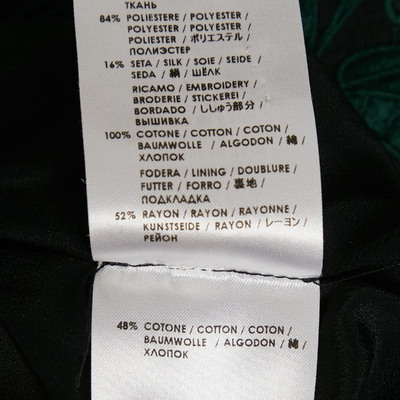 ТКАНЬ
84% POLIESTERE / POLYESTER /
POLYESTER / POLYESTER /
POLIESTER / ポリエステル /
ПОЛИЭСТЕР
16% SETA / SILK / SOIE / SEIDE /
SEDA / 絹 / ШЁЛК
RICAMO / EMBROIDERY /
BRODERIE / STICKEREI /
BORDADO / ししゅう部分 /
ВЫШИВКА
100% COTONE / COTTON / COTON /
BAUMWOLLE / ALGODON / 綿 /
ХЛОПОК
FODERA / LINING / DOUBLURE /
FUTTER / FORRO / 裏地 /
ПОДКЛАДКА
52% RAYON / RAYON / RAYONNE /
KUNSTSEIDE / RAYON / レーヨン /
РЕЙОН
48% COTONE / COTTON / COTON /
BAUMWOLLE / ALGODON / 綿 /
ХЛОПОК